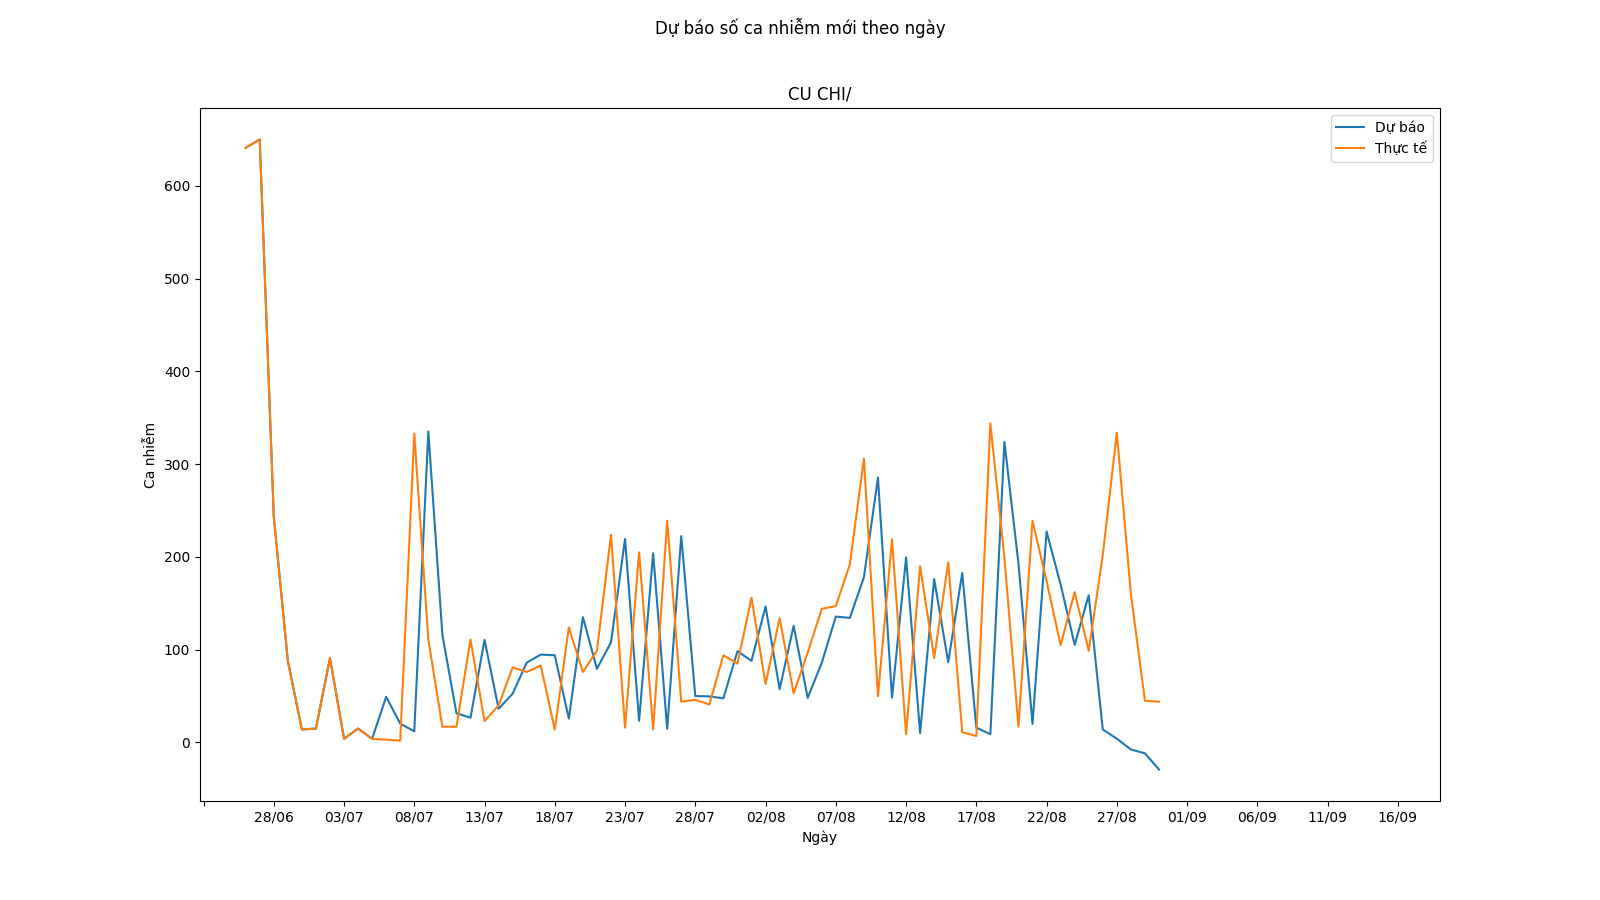 Dự báo số ca nhiễm mới theo ngày
CU CHI/
Dự báo
Thực tế
600
500
400
300
200
100
0
Ca nhiễm
28/06 03/07 08/07 13/07 18/07 23/07 28/07 02/08 07/08 12/08 17/08 22/08 27/08 01/09 06/09 11/09 16/09
Ngày